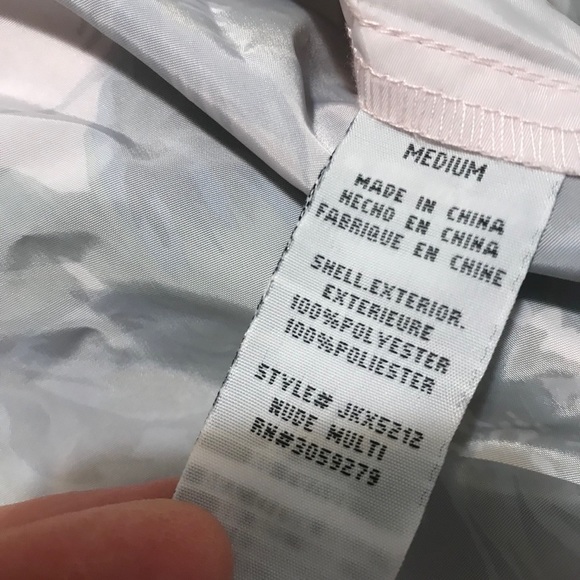 MEDIUM
MADE IN CHINA
HECHO EN CHINA
FABRIQUE EN CHINE
SHELL.EXTERIOR.
EXTERIEURE
100%POLYESTER
100%POLIESTER
STYLE# JKX5212
NUDE MULTI
RN#3059279